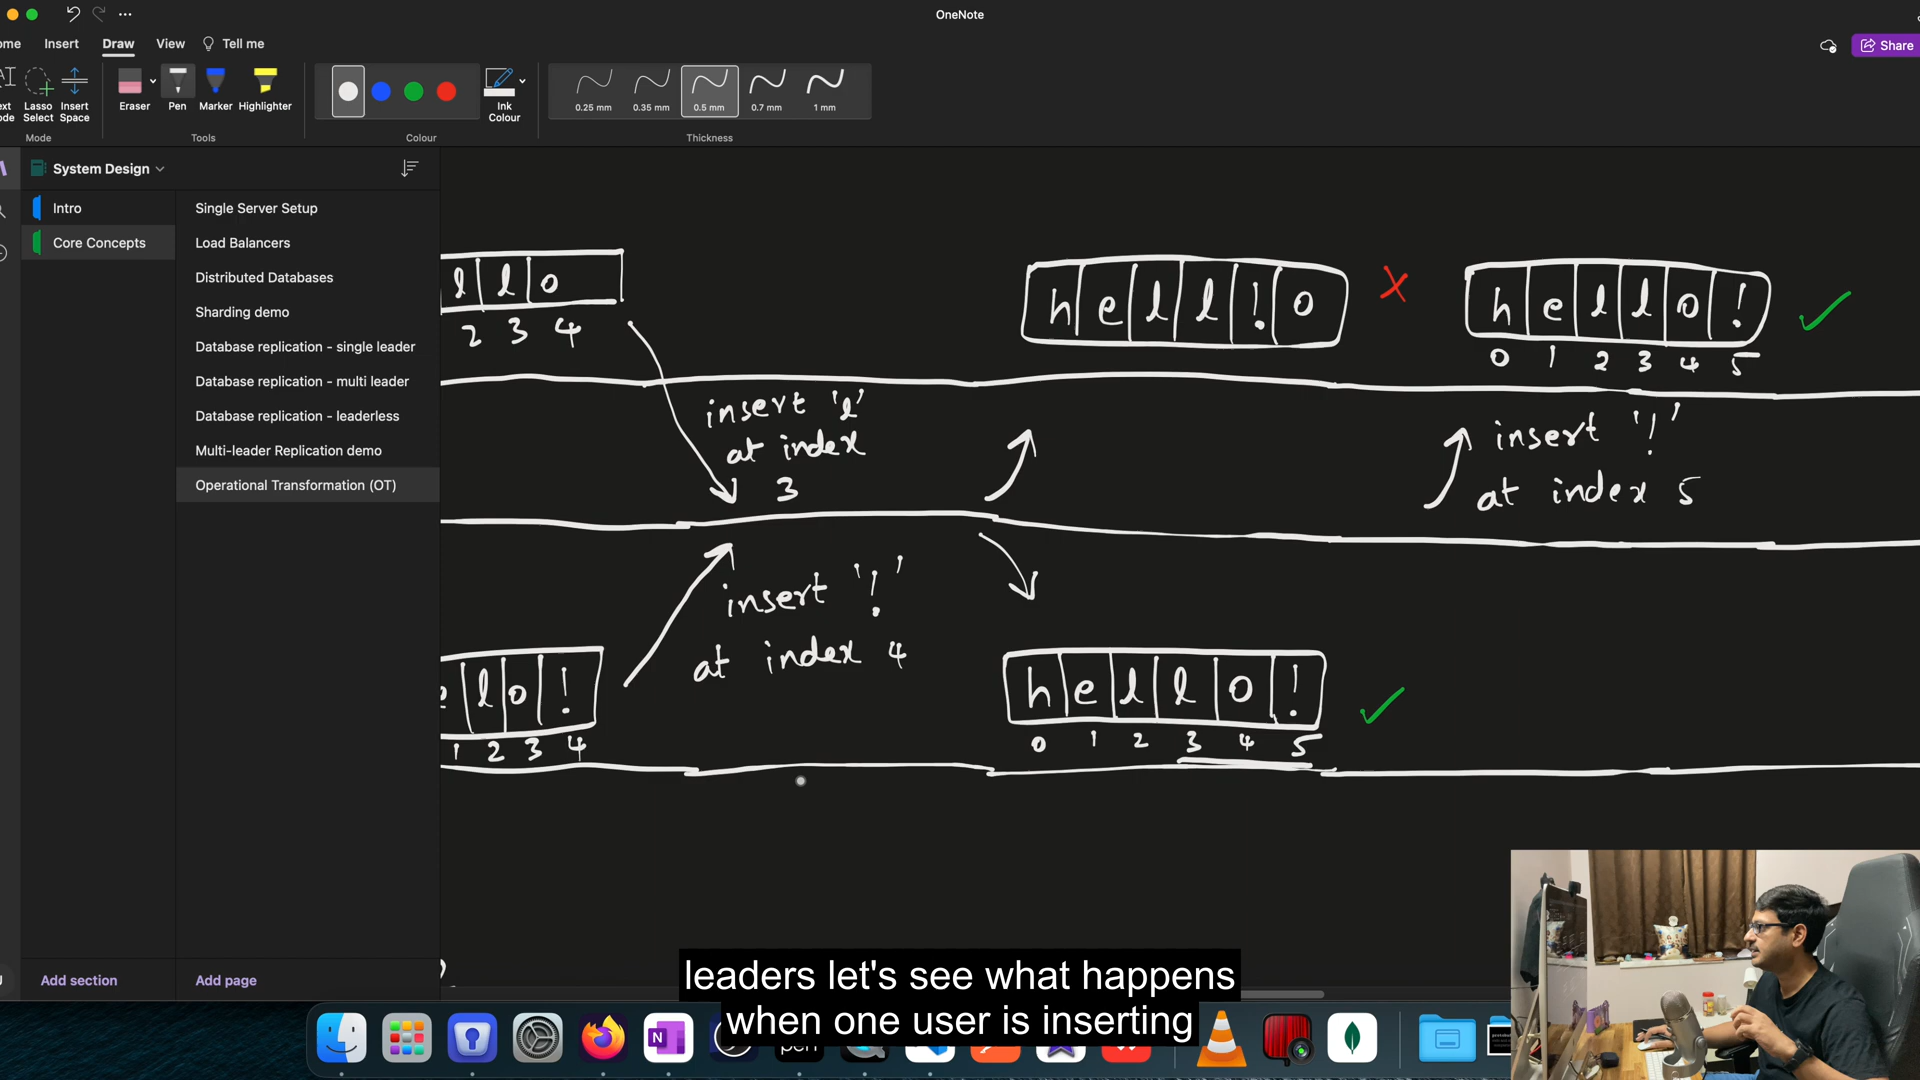 OneNote
ome Insert Draw View Tell me
Share
Eraser Pen Marker Highlighter
Lasso Select
Insert Space
Ink Colour
0.25 mm 0.35 mm 0.5 mm 0.7 mm 1 mm
Mode Tools Colour Thickness
System Design
Intro
Core Concepts
Single Server Setup
Load Balancers
Distributed Databases
Sharding demo
Database replication - single leader
Database replication - multi leader
Database replication - leaderless
Multi-leader Replication demo
Operational Transformation (OT)
Add section
Add page
l l o
2 3 4
h e l l ! o
h e l l o !
0 1 2 3 4 5
insert 'l'
at index
3
insert '!'
at index 5
insert '!'
at index 4
e l o !
1 2 3 4
h e l l o !
0 1 2 3 4 5
leaders let's see what happens
when one user is inserting
pen